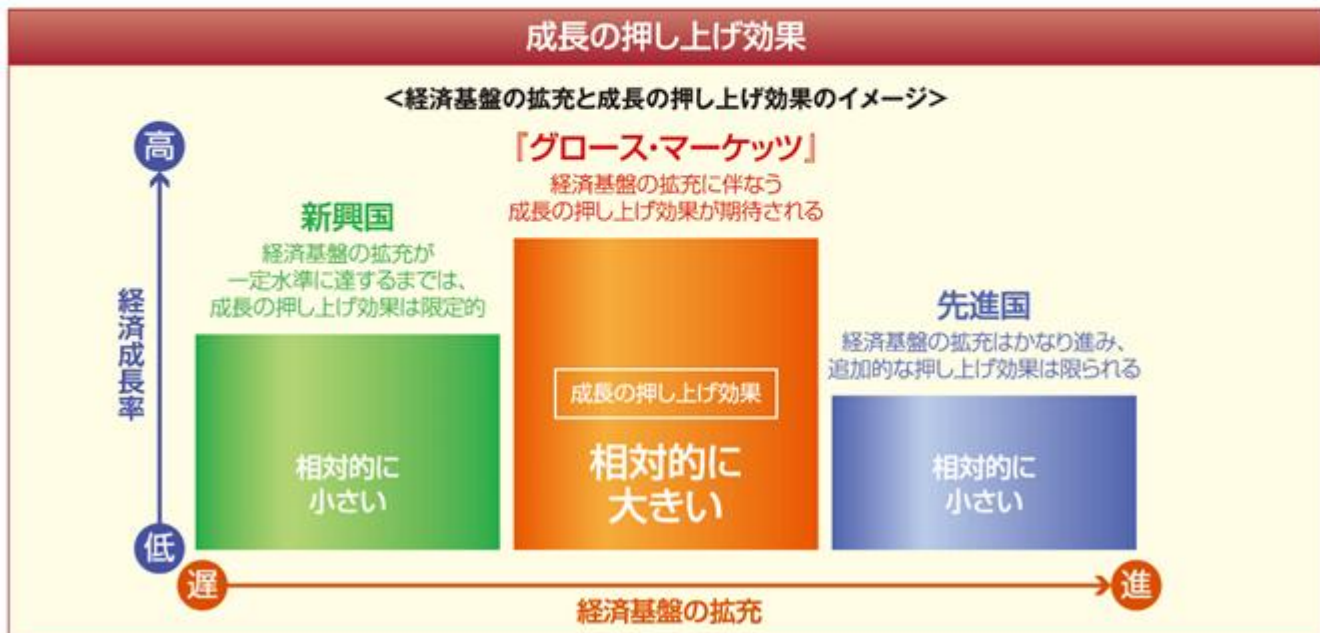 成長の押し上げ効果
<経済基盤の拡充と成長の押し上げ効果のイメージ>
高
経済成長率
低
新興国
経済基盤の拡充が
一定水準に達するまでは、
成長の押し上げ効果は限定的
相対的に
小さい
『グロース・マーケッツ』
経済基盤の拡充に伴なう
成長の押し上げ効果が期待される
成長の押し上げ効果
相対的に
大きい
先進国
経済基盤の拡充はかなり進み、
追加的な押し上げ効果は限られる
相対的に
小さい
遅
経済基盤の拡充
進